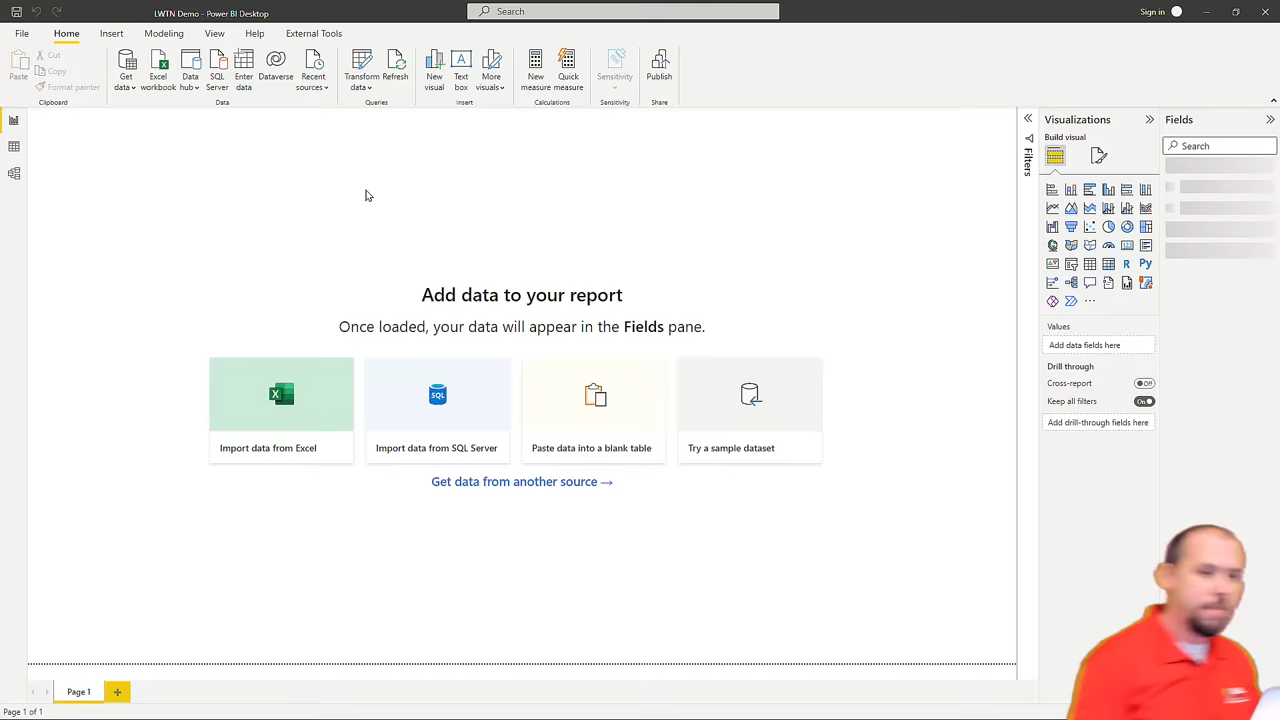 LWTN Demo - Power BI Desktop
Search
Sign in
File
Home
Insert
Modeling
View
Help
External Tools
Paste
Cut
Copy
Format painter
Clipboard
Get data
Excel workbook
Data hub
SQL Server
Enter data
Dataverse
Recent sources
Data
Transform data
Refresh
Queries
New visual
Text box
More visuals
Insert
New measure
Quick measure
Calculations
Sensitivity
Sensitivity
Publish
Share
Filters
Visualizations
Build visual
R
Py
Values
Add data fields here
Drill through
Cross-report
Off
Keep all filters
On
Add drill-through fields here
Fields
Search
Add data to your report
Once loaded, your data will appear in the Fields pane.
SQL
Import data from Excel
Import data from SQL Server
Paste data into a blank table
Try a sample dataset
Get data from another source →
Page 1
Page 1 of 1